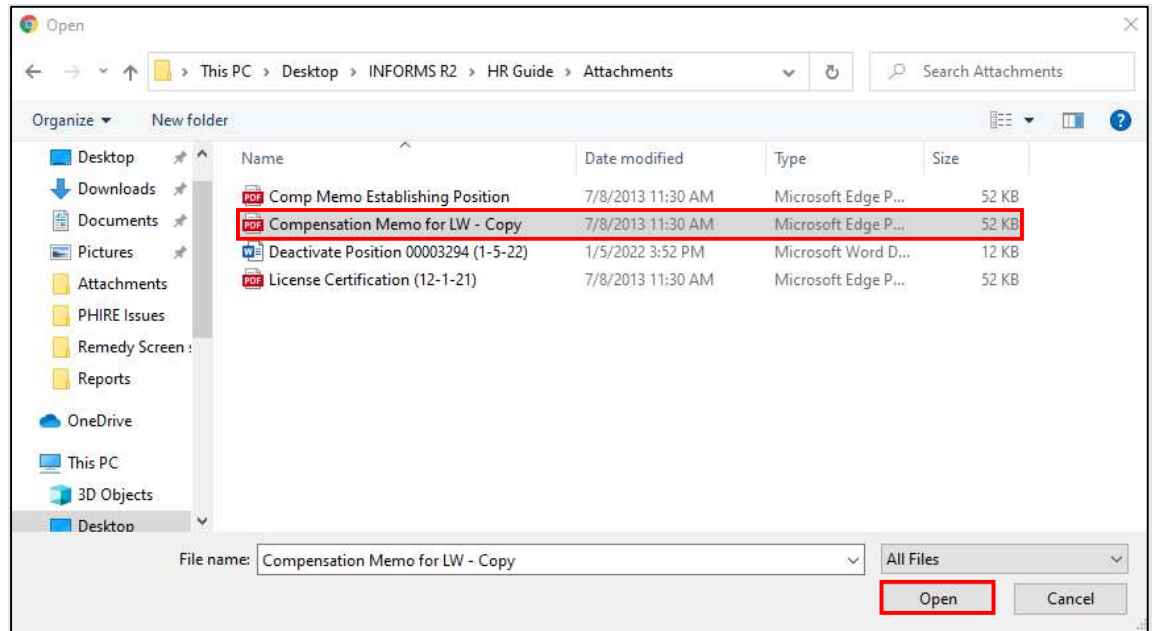 Open
This PC > Desktop > INFORMS R2 > HR Guide > Attachments
Search Attachments
Organize
New folder
Desktop
Downloads
Documents
Pictures
Attachments
PHIRE Issues
Remedy Screen s
Reports
OneDrive
This PC
3D Objects
Desktop
Name Date modified Type Size
PDF Comp Memo Establishing Position 7/8/2013 11:30 AM Microsoft Edge P... 52 KB
PDF Compensation Memo for LW - Copy 7/8/2013 11:30 AM Microsoft Edge P... 52 KB
Deactivate Position 00003294 (1-5-22) 1/5/2022 3:52 PM Microsoft Word D... 12 KB
PDF License Certification (12-1-21) 7/8/2013 11:30 AM Microsoft Edge P... 52 KB
File name: Compensation Memo for LW - Copy
All Files
Open
Cancel